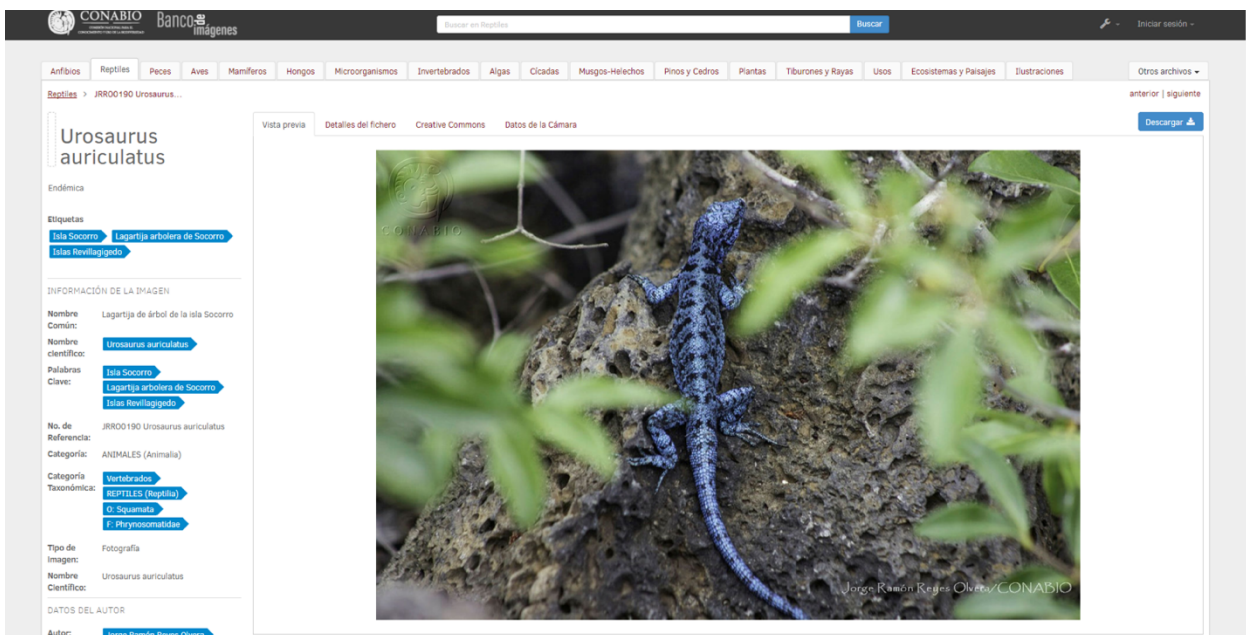 CONABIO
Banco de imágenes
Buscar en Reptiles
Buscar
Iniciar sesión
Anfibios
Reptiles
Peces
Aves
Mamíferos
Hongos
Microorganismos
Invertebrados
Algas
Cícadas
Musgos-Helechos
Pinos y Cedros
Plantas
Tiburones y Rayas
Usos
Ecosistemas y Paisajes
Ilustraciones
Otros archivos
Reptiles > JRR00190 Urosaurus...
anterior | siguiente
Urosaurus
auriculatus
Endémica
Etiquetas
Isla Socorro
Lagartija arbolera de Socorro
Islas Revillagigedo
INFORMACIÓN DE LA IMAGEN
Nombre Común:
Lagartija de árbol de la isla Socorro
Nombre científico:
Urosaurus auriculatus
Palabras Clave:
Isla Socorro
Lagartija arbolera de Socorro
Islas Revillagigedo
No. de Referencia:
JRR00190 Urosaurus auriculatus
Categoría:
ANIMALES (Animalia)
Categoría Taxonómica:
Vertebrados
REPTILES (Reptilia)
O: Squamata
F: Phrynosomatidae
Tipo de Imagen:
Fotografía
Nombre Científico:
Urosaurus auriculatus
DATOS DEL AUTOR
Autor:
Jorge Ramón Reyes Olvera
Vista previa
Detalles del fichero
Creative Commons
Datos de la Cámara
Descargar
CONABIO
Jorge Ramón Reyes Olvera/CONABIO